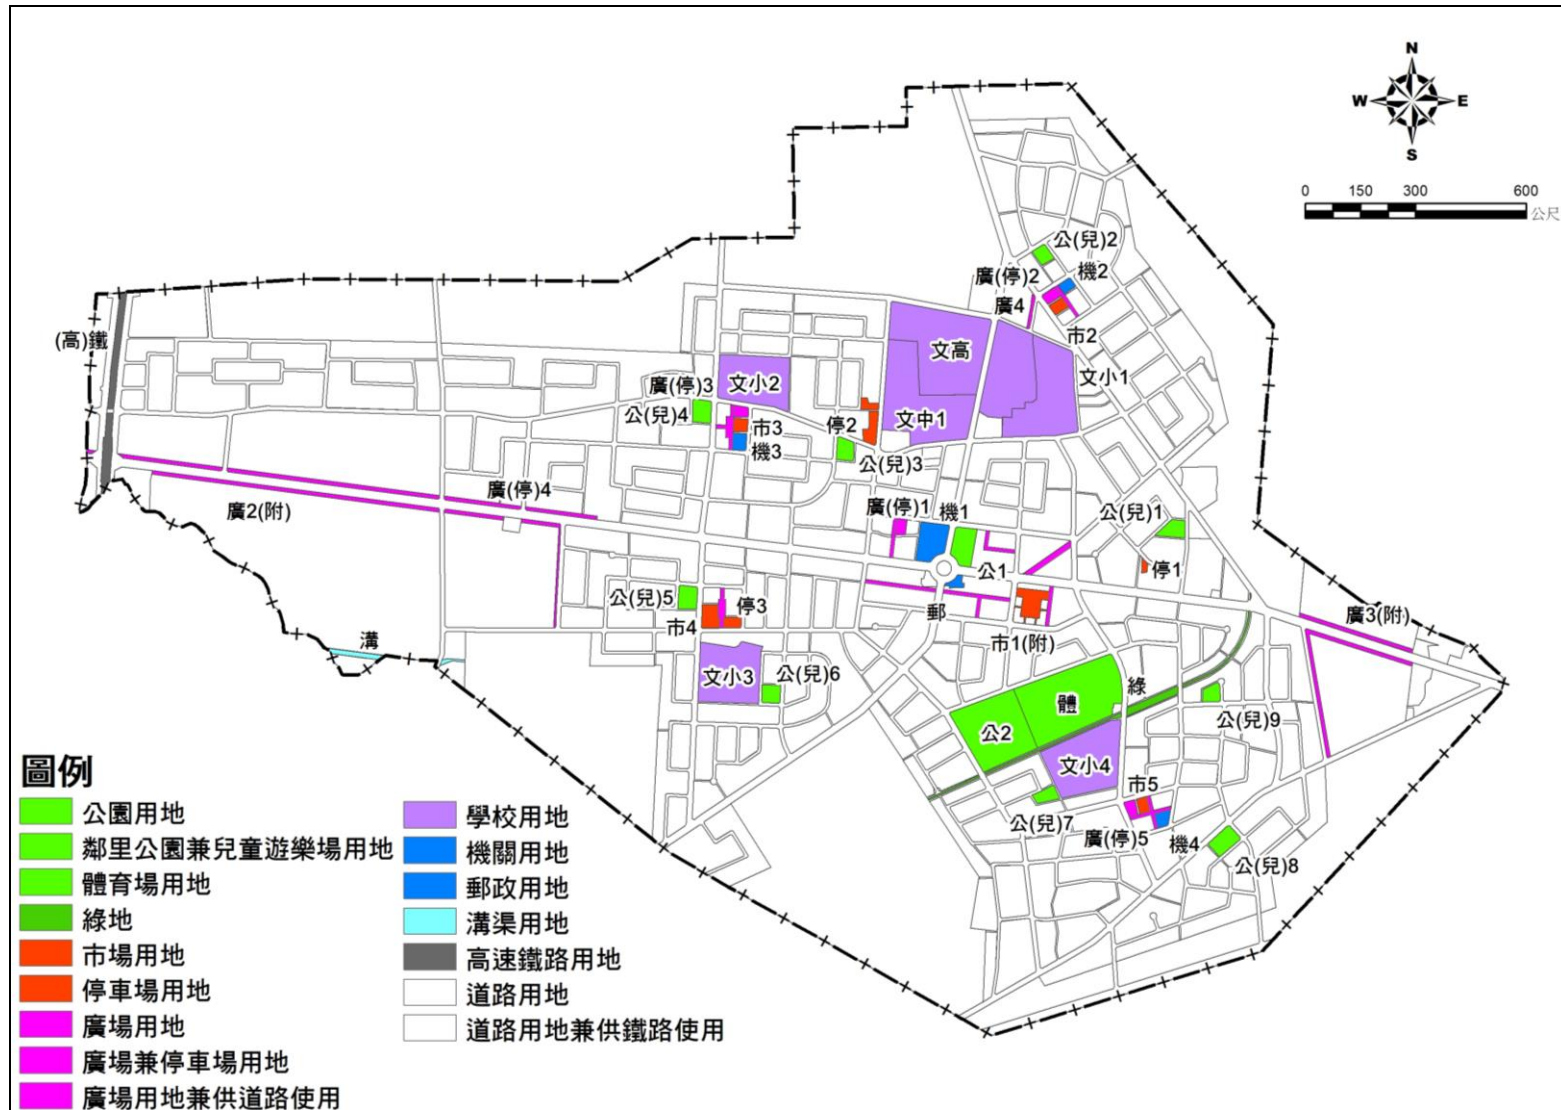 N
W E
S
0 150 300 600
公尺
公(兒)2
機2
廣(停)2
廣4
市2
(高)鐵
文高
文小1
文小2
廣(停)3
公(兒)4
市3
機3
停2
文中1
公(兒)3
廣(停)4
廣2(附)
廣(停)1
機1
公(兒)1
公1
停1
公(兒)5
停3
市4
郵
市1(附)
廣3(附)
溝
文小3
公(兒)6
體
綠
公(兒)9
公2
文小4
市5
公(兒)7
廣(停)5
機4
公(兒)8
圖例
公園用地
鄰里公園兼兒童遊樂場用地
體育場用地
綠地
市場用地
停車場用地
廣場用地
廣場兼停車場用地
廣場用地兼供道路使用
學校用地
機關用地
郵政用地
溝渠用地
高速鐵路用地
道路用地
道路用地兼供鐵路使用